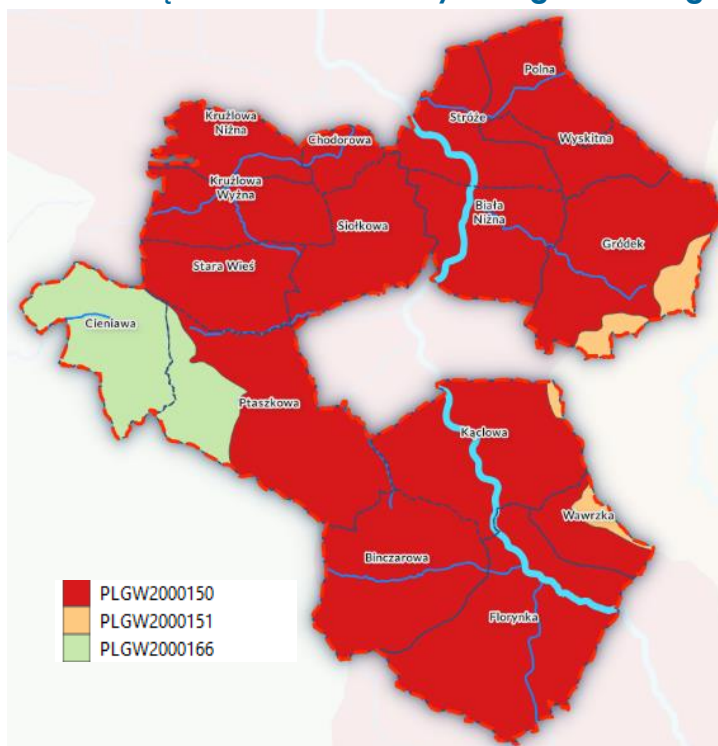 Polna
Kruźlowa
Niżna
Stróże
Chodorowa
Wyskitna
Kruźlowa
Wyżna
Biała
Niżna
Siołkowa
Gródek
Stara Wieś
Cieniawa
Ptaszkowa
Kąclowa
Wawrzka
Binczarowa
Florynka
PLGW2000150
PLGW2000151
PLGW2000166